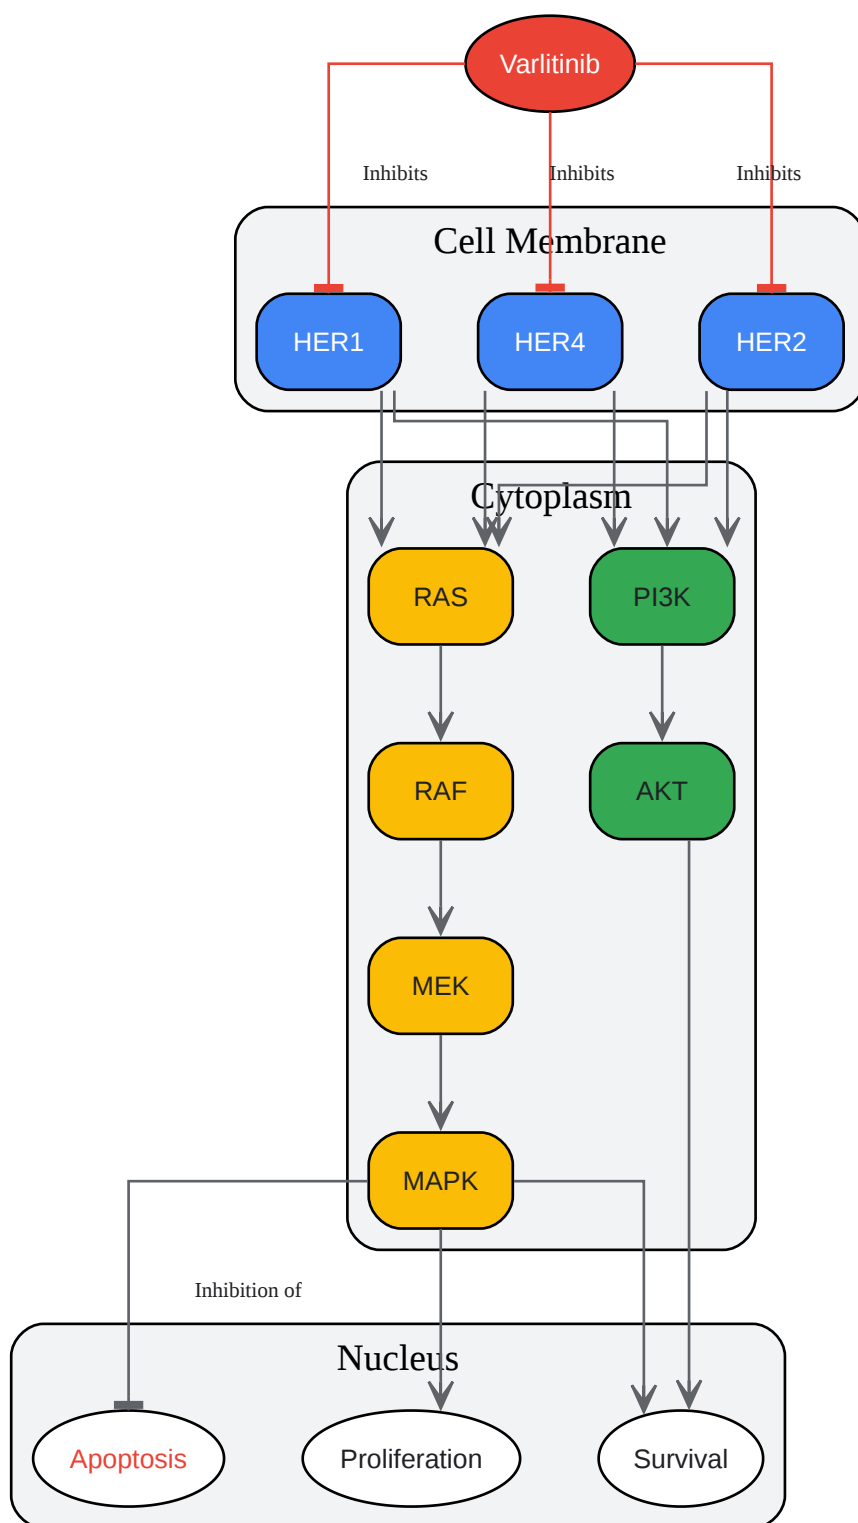 Varlitinib
Inhibits
Inhibits
Inhibits
Cell Membrane
HER1
HER4
HER2
Cytoplasm
RAS
PI3K
RAF
AKT
MEK
MAPK
Inhibition of
Nucleus
Apoptosis
Proliferation
Survival